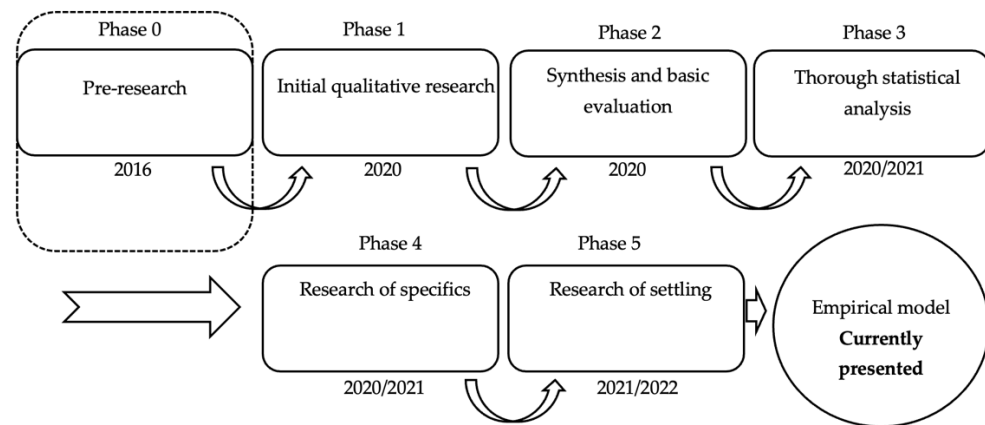 Phase 0
Phase 1
Phase 2
Phase 3
Pre-research
Initial qualitative research
Synthesis and basic
evaluation
Thorough statistical
analysis
2016
2020
2020
2020/2021
Phase 4
Phase 5
Research of specifics
Research of settling
Empirical model
Currently
presented
2020/2021
2021/2022